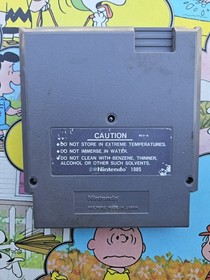 CAUTION
•DO NOT STORE IN EXTREME TEMPERATURES.
•DO NOT IMMERSE IN WATER.
•DO NOT CLEAN WITH BENZENE, THINNER,
ALCOHOL OR OTHER SUCH SOLVENTS.
©Nintendo 1985
Nintendo